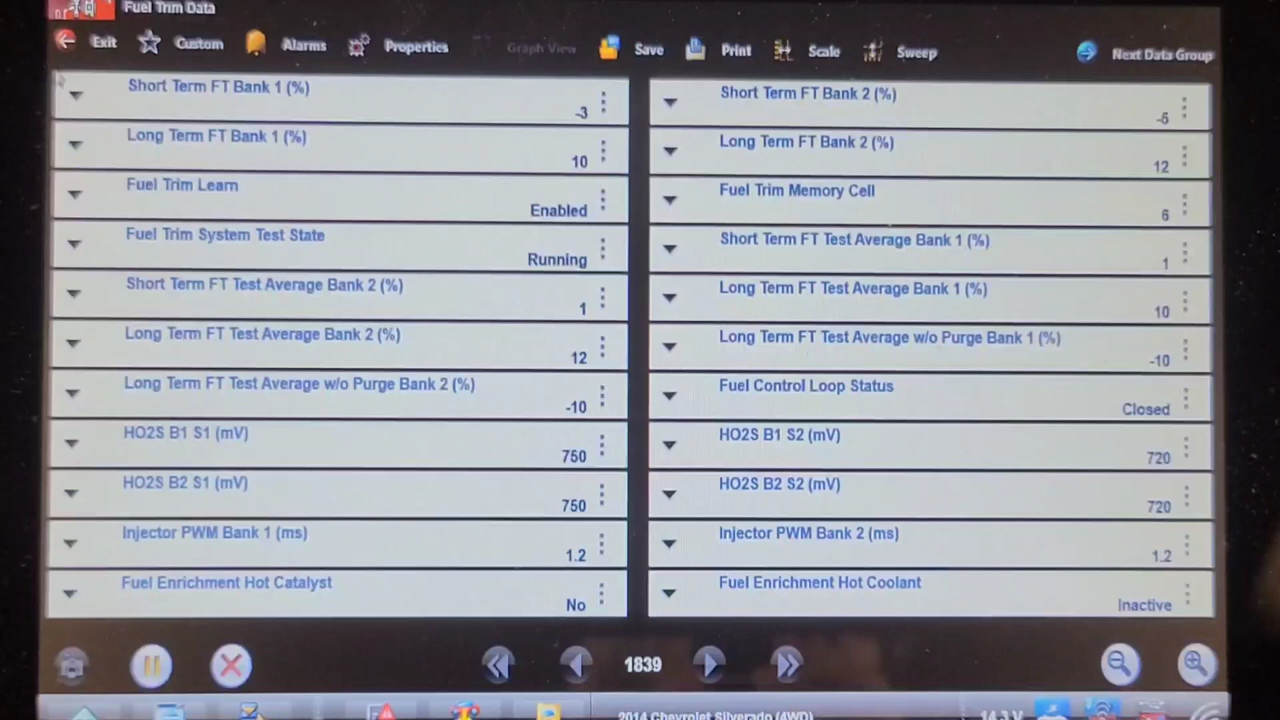 Fuel Trim Data
Exit Custom Alarms Properties Graph View Save Print Scale Sweep Next Data Group
Short Term FT Bank 1 (%)
-3
Short Term FT Bank 2 (%)
-5
Long Term FT Bank 1 (%)
10
Long Term FT Bank 2 (%)
12
Fuel Trim Learn
Enabled
Fuel Trim Memory Cell
6
Fuel Trim System Test State
Running
Short Term FT Test Average Bank 1 (%)
1
Short Term FT Test Average Bank 2 (%)
1
Long Term FT Test Average Bank 1 (%)
10
Long Term FT Test Average Bank 2 (%)
12
Long Term FT Test Average w/o Purge Bank 1 (%)
-10
Long Term FT Test Average w/o Purge Bank 2 (%)
-10
Fuel Control Loop Status
Closed
HO2S B1 S1 (mV)
750
HO2S B1 S2 (mV)
720
HO2S B2 S1 (mV)
750
HO2S B2 S2 (mV)
720
Injector PWM Bank 1 (ms)
1.2
Injector PWM Bank 2 (ms)
1.2
Fuel Enrichment Hot Catalyst
No
Fuel Enrichment Hot Coolant
Inactive
1839
2014 Chevrolet Silverado (4WD)
14.3 V